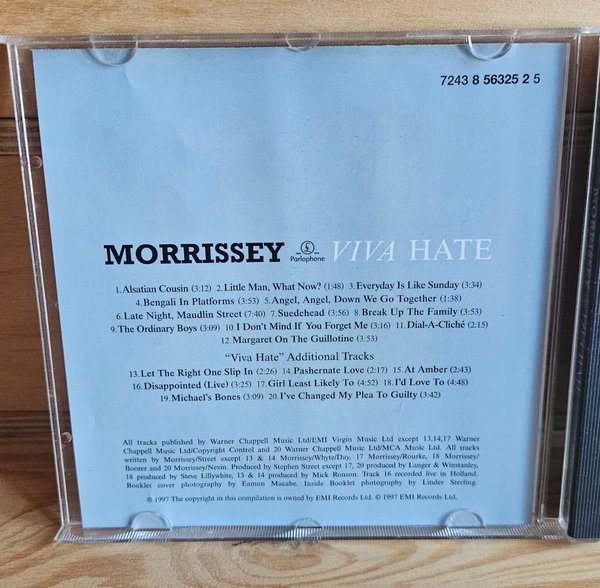 7243 8 56325 2 5
MORRISSEY Parlophone VIVA HATE
1.Alsatian Cousin (3:12) 2.Little Man, What Now? (1:48) 3.Everyday Is Like Sunday (3:34)
4.Bengali In Platforms (3:53) 5.Angel, Angel, Down We Go Together (1:38)
6.Late Night, Maudlin Street (7:40) 7.Suedehead (3:56) 8.Break Up The Family (3:53)
9.The Ordinary Boys (3:09) 10.I Don't Mind If You Forget Me (3:16) 11.Dial-A-Cliché (2:15)
12.Margaret On The Guillotine (3:53)
“Viva Hate” Additional Tracks
13.Let The Right One Slip In (2:26) 14.Pashernate Love (2:17) 15.At Amber (2:43)
16.Disappointed (Live) (3:25) 17.Girl Least Likely To (4:52) 18.I'd Love To (4:48)
19.Michael's Bones (3:09) 20.I've Changed My Plea To Guilty (3:42)
All tracks published by Warner Chappell Music Ltd/EMI Virgin Music Ltd except 13,14,17 Warner
Chappell Music Ltd/Copyright Control and 20 Warner Chappell Music Ltd/MCA Music Ltd. All tracks
written by Morrissey/Street except 13 & 14 Morrissey/Whyte/Day, 17 Morrissey/Rourke, 18 Morrissey/
Boorer and 20 Morrissey/Nevin. Produced by Stephen Street except 17, 20 produced by Langer & Winstanley,
18 produced by Steve Lillywhite, 13 & 14 produced by Mick Ronson. Track 16 recorded live in Holland.
Booklet cover photography by Eamon Macabe. Inside Booklet photography by Linder Sterling.
℗ 1997 The copyright in this compilation is owned by EMI Records Ltd. © 1997 EMI Records Ltd.